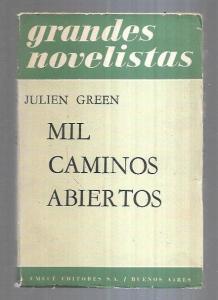 grandes
novelistas
JULIEN GREEN
MIL
CAMINOS
ABIERTOS
EMECÉ EDITORES S.A. / BUENOS AIRES